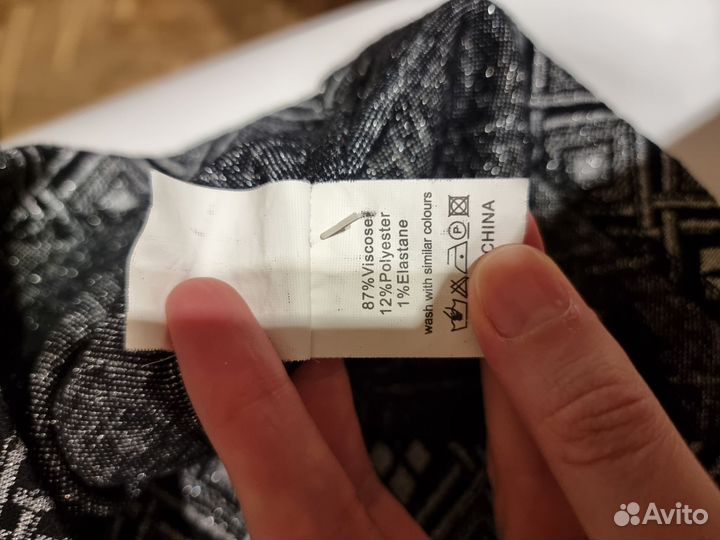 87%Viscose
12%Polyester
1%Elastane
wash with similar colours
P
CHINA
Avito